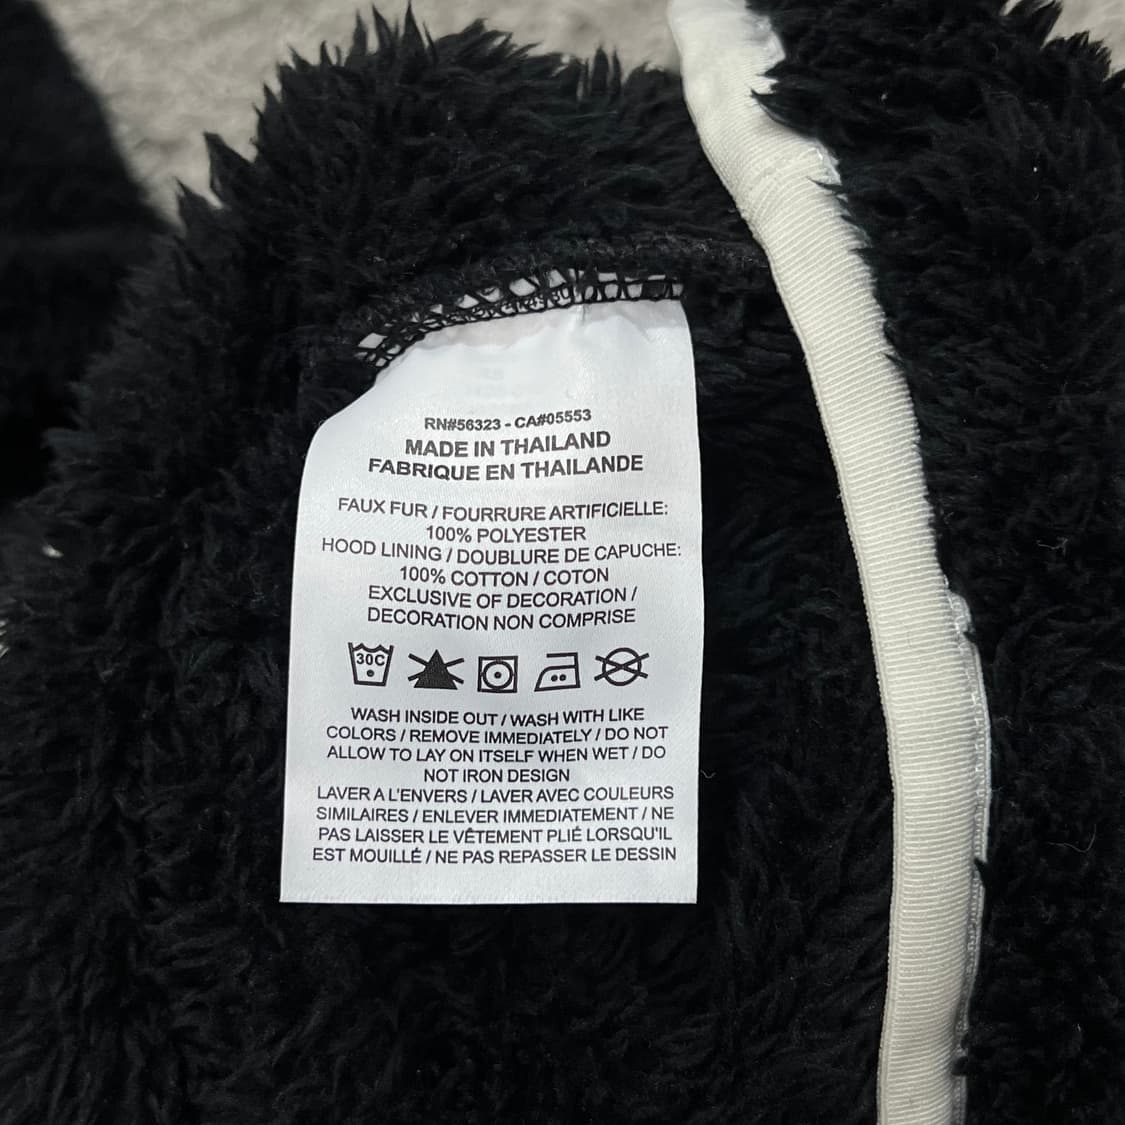 RN#56323 - CA#05553
MADE IN THAILAND
FABRIQUE EN THAILANDE
FAUX FUR / FOURRURE ARTIFICIELLE:
100% POLYESTER
HOOD LINING / DOUBLURE DE CAPUCHE:
100% COTTON / COTON
EXCLUSIVE OF DECORATION /
DECORATION NON COMPRISE
30C
WASH INSIDE OUT / WASH WITH LIKE
COLORS / REMOVE IMMEDIATELY / DO NOT
ALLOW TO LAY ON ITSELF WHEN WET / DO
NOT IRON DESIGN
LAVER A L'ENVERS / LAVER AVEC COULEURS
SIMILAIRES / ENLEVER IMMEDIATEMENT / NE
PAS LAISSER LE VÊTEMENT PLIÉ LORSQU'IL
EST MOUILLÉ / NE PAS REPASSER LE DESSIN